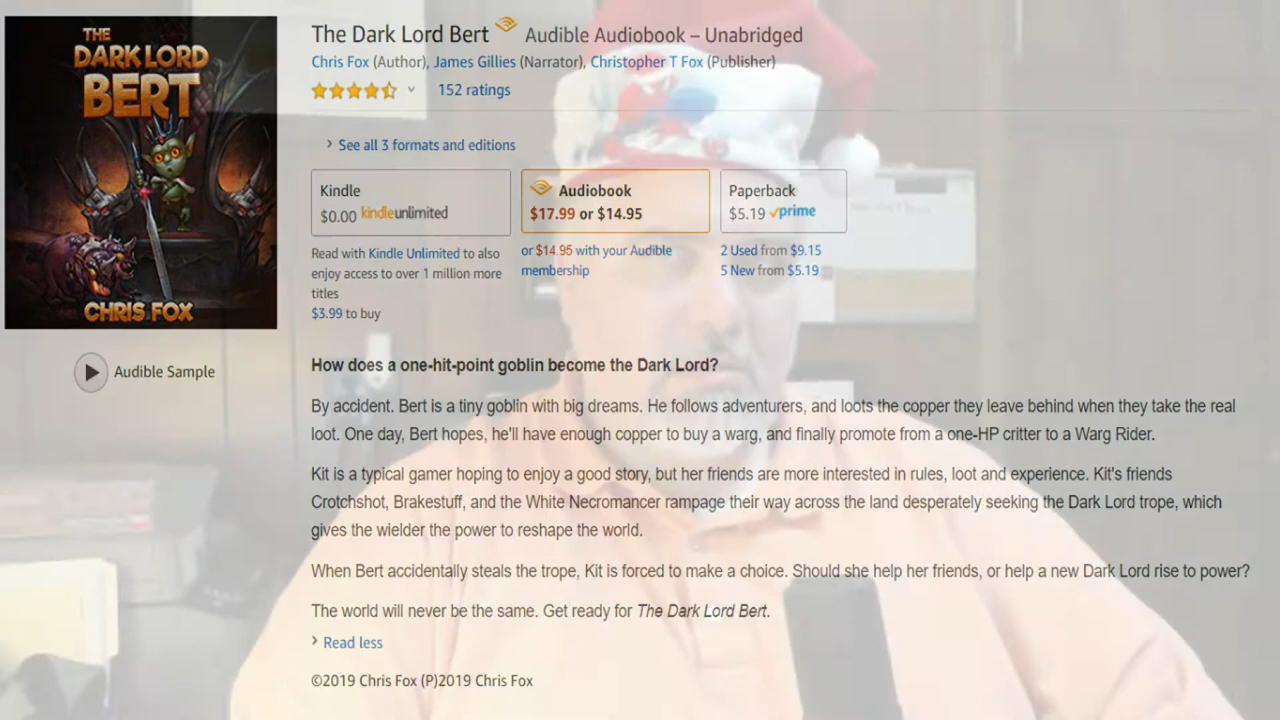 THE
DARK LORD
BERT
CHRIS FOX
Audible Sample
The Dark Lord Bert Audible Audiobook – Unabridged
Chris Fox (Author), James Gillies (Narrator), Christopher T Fox (Publisher)
152 ratings
See all 3 formats and editions
Kindle
$0.00 kindleunlimited
Read with Kindle Unlimited to also
enjoy access to over 1 million more
titles
$3.99 to buy
Audiobook
$17.99 or $14.95
or $14.95 with your Audible
membership
Paperback
$5.19 prime
2 Used from $9.15
5 New from $5.19
How does a one-hit-point goblin become the Dark Lord?
By accident. Bert is a tiny goblin with big dreams. He follows adventurers, and loots the copper they leave behind when they take the real
loot. One day, Bert hopes, he'll have enough copper to buy a warg, and finally promote from a one-HP critter to a Warg Rider.
Kit is a typical gamer hoping to enjoy a good story, but her friends are more interested in rules, loot and experience. Kit's friends
Crotchshot, Brakestuff, and the White Necromancer rampage their way across the land desperately seeking the Dark Lord trope, which
gives the wielder the power to reshape the world.
When Bert accidentally steals the trope, Kit is forced to make a choice. Should she help her friends, or help a new Dark Lord rise to power?
The world will never be the same. Get ready for The Dark Lord Bert.
Read less
©2019 Chris Fox (P)2019 Chris Fox